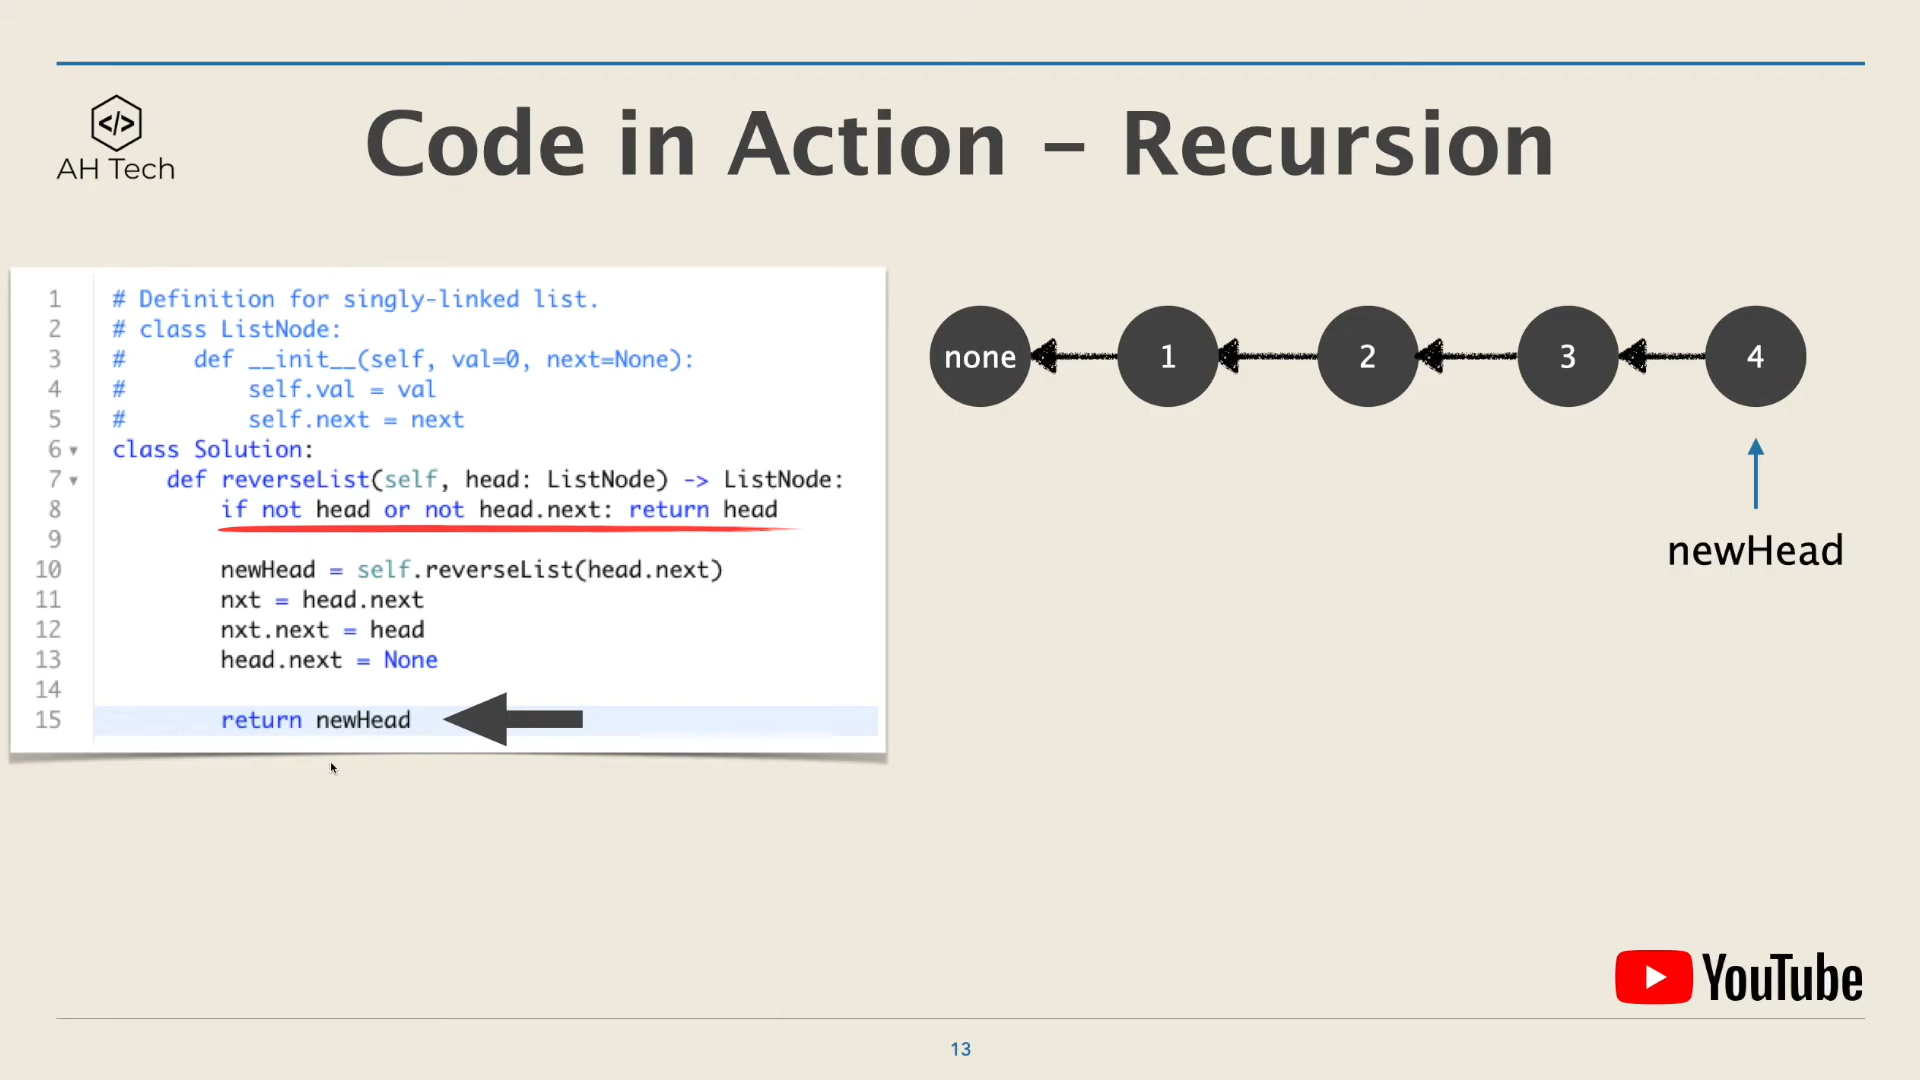 </>
AH Tech
Code in Action – Recursion
1 # Definition for singly-linked list.
2 # class ListNode:
3 #     def __init__(self, val=0, next=None):
4 #         self.val = val
5 #         self.next = next
6 class Solution:
7     def reverseList(self, head: ListNode) -> ListNode:
8         if not head or not head.next: return head
9
10         newHead = self.reverseList(head.next)
11         nxt = head.next
12         nxt.next = head
13         head.next = None
14
15         return newHead
none 1 2 3 4
newHead
YouTube
13